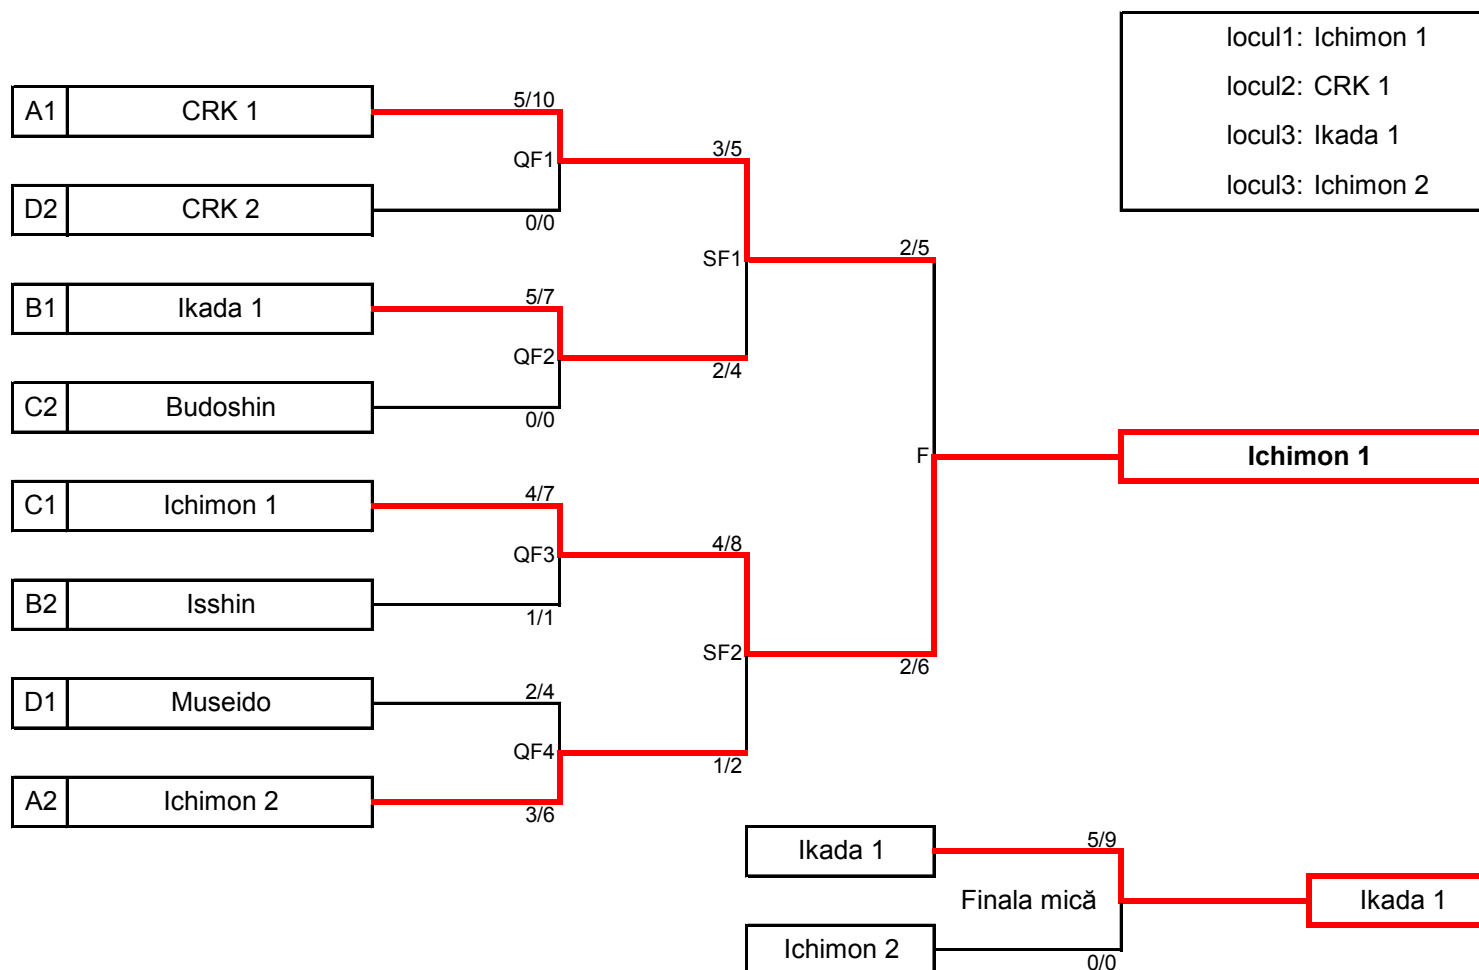 locul1: Ichimon 1
locul2: CRK 1
locul3: Ikada 1
locul3: Ichimon 2
A1 CRK 1 5/10
QF1 3/5
D2 CRK 2 0/0
SF1 2/5
B1 Ikada 1 5/7
QF2 2/4
C2 Budoshin 0/0
F Ichimon 1
C1 Ichimon 1 4/7
QF3 4/8
B2 Isshin 1/1
SF2 2/6
D1 Museido 2/4
QF4 1/2
A2 Ichimon 2 3/6
Ikada 1 5/9
Finala mică Ikada 1
Ichimon 2 0/0